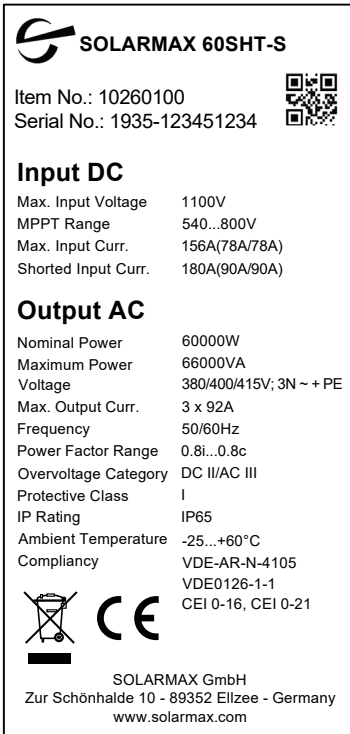 SOLARMAX 60SHT-S
Item No.: 10260100
Serial No.: 1935-123451234
Input DC
Max. Input Voltage 1100V
MPPT Range 540...800V
Max. Input Curr. 156A(78A/78A)
Shorted Input Curr. 180A(90A/90A)
Output AC
Nominal Power 60000W
Maximum Power 66000VA
Voltage 380/400/415V; 3N ~ + PE
Max. Output Curr. 3 x 92A
Frequency 50/60Hz
Power Factor Range 0.8i...0.8c
Overvoltage Category DC II/AC III
Protective Class I
IP Rating IP65
Ambient Temperature -25...+60°C
Compliancy VDE-AR-N-4105
VDE0126-1-1
CEI 0-16, CEI 0-21
CE
SOLARMAX GmbH
Zur Schönhalde 10 - 89352 Ellzee - Germany
www.solarmax.com